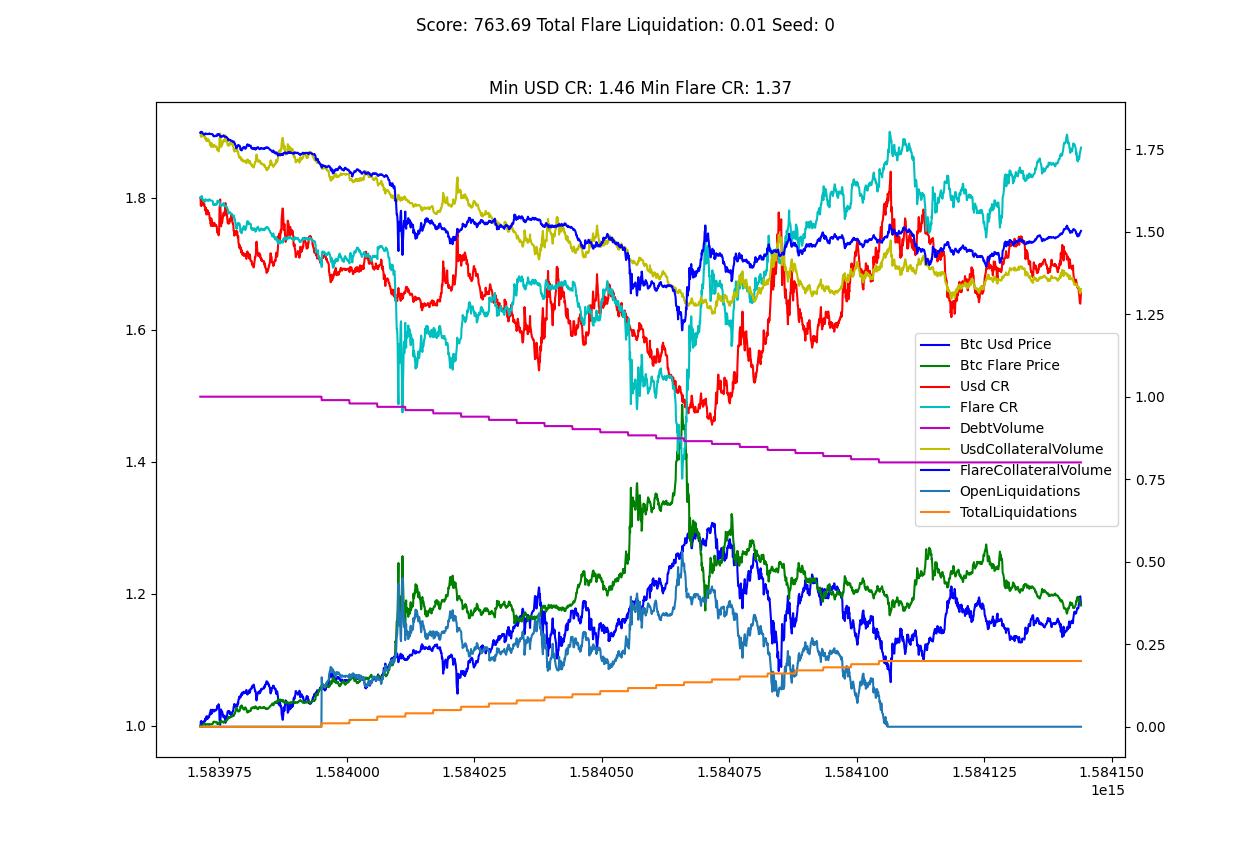 Score: 763.69 Total Flare Liquidation: 0.01 Seed: 0
Min USD CR: 1.46 Min Flare CR: 1.37
1.8
1.6
1.4
1.2
1.0
1.75
1.50
1.25
1.00
0.75
0.50
0.25
0.00
Btc Usd Price
Btc Flare Price
Usd CR
Flare CR
DebtVolume
UsdCollateralVolume
FlareCollateralVolume
OpenLiquidations
TotalLiquidations
1.583975 1.584000 1.584025 1.584050 1.584075 1.584100 1.584125 1.584150
1e15